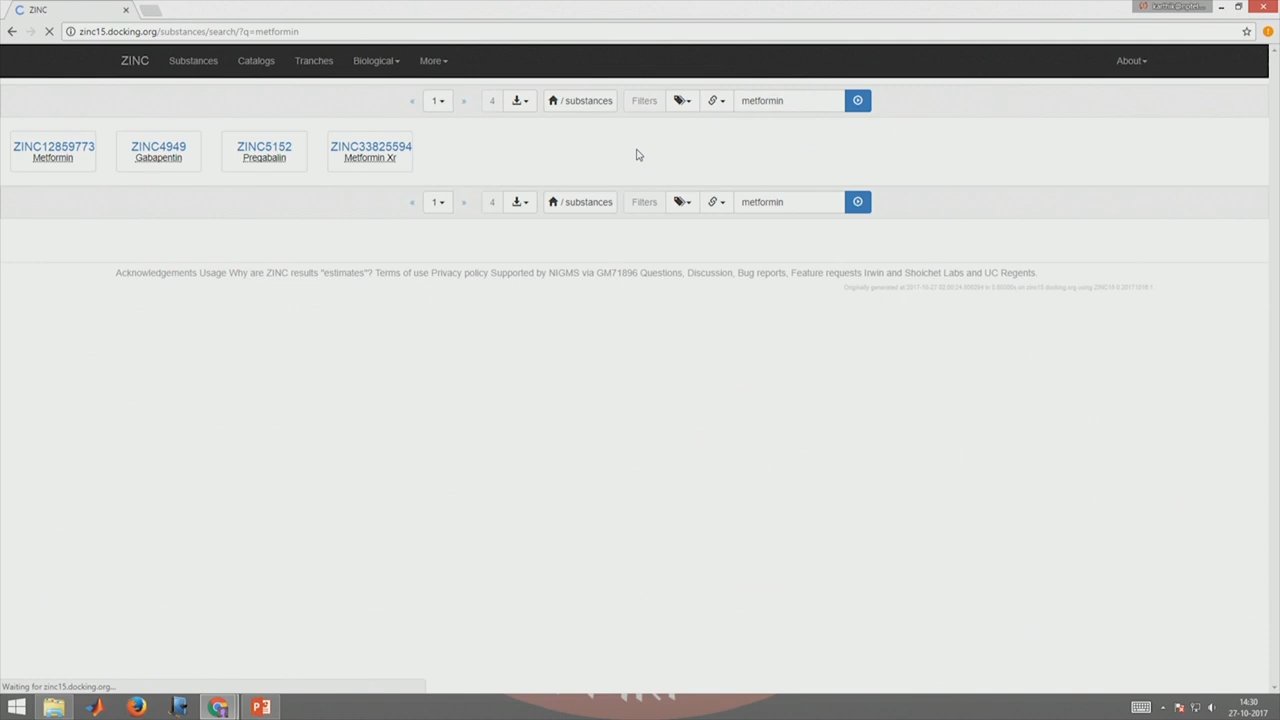 ZINC
karthik@nptel...
zinc15.docking.org/substances/search/?q=metformin
ZINC Substances Catalogs Tranches Biological More About
« 1 » 4 / substances Filters metformin
ZINC12859773 ZINC4949 ZINC5152 ZINC33825594
Metformin Gabapentin Pregabalin Metformin Xr
« 1 » 4 / substances Filters metformin
Acknowledgements Usage Why are ZINC results "estimates"? Terms of use Privacy policy Supported by NIGMS via GM71896 Questions, Discussion, Bug reports, Feature requests Irwin and Shoichet Labs and UC Regents.
Waiting for zinc15.docking.org...
14:30
27-10-2017